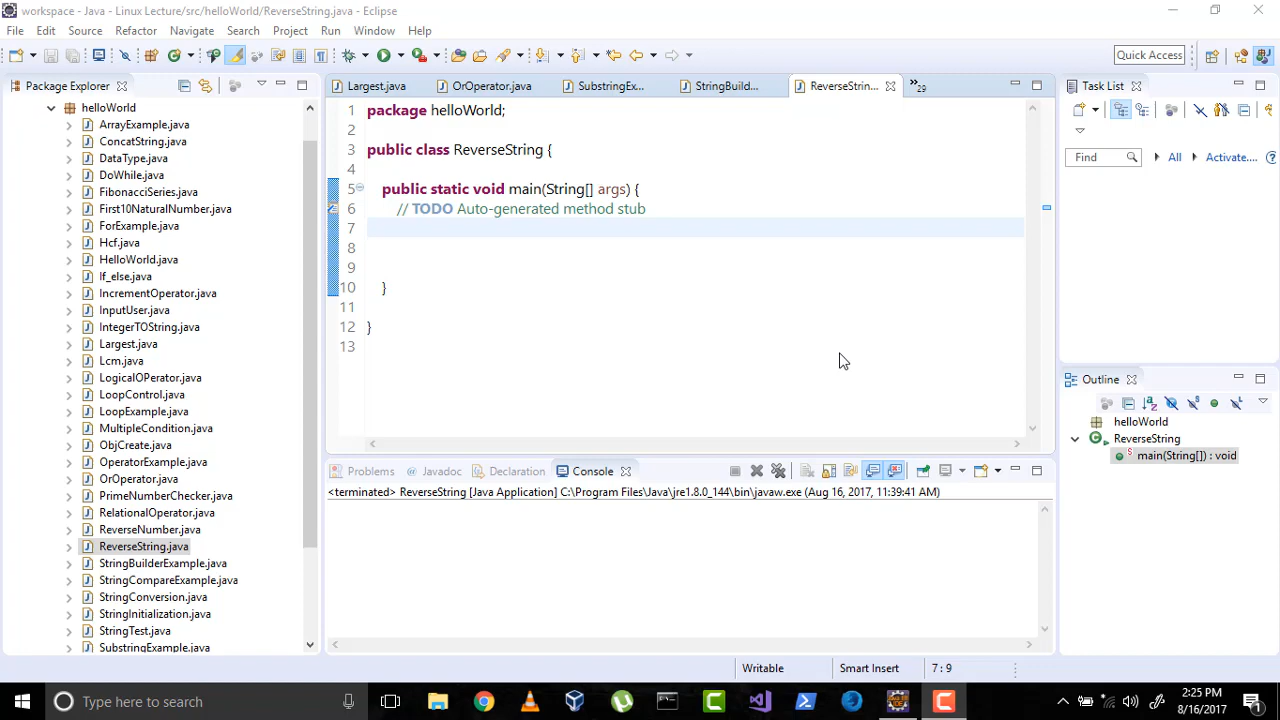 workspace - Java - Linux Lecture/src/helloWorld/ReverseString.java - Eclipse
File Edit Source Refactor Navigate Search Project Run Window Help
Quick Access
Package Explorer
helloWorld
ArrayExample.java
ConcatString.java
DataType.java
DoWhile.java
FibonacciSeries.java
First10NaturalNumber.java
ForExample.java
Hcf.java
HelloWorld.java
If_else.java
IncrementOperator.java
InputUser.java
IntegerTOString.java
Largest.java
Lcm.java
LogicalOPerator.java
LoopControl.java
LoopExample.java
MultipleCondition.java
ObjCreate.java
OperatorExample.java
OrOperator.java
PrimeNumberChecker.java
RelationalOperator.java
ReverseNumber.java
ReverseString.java
StringBuilderExample.java
StringCompareExample.java
StringConversion.java
StringInitialization.java
StringTest.java
SubstringExample.java
Largest.java OrOperator.java SubstringEx... StringBuild... ReverseStrin... »29
1 package helloWorld;
2
3 public class ReverseString {
4
5 public static void main(String[] args) {
6 // TODO Auto-generated method stub
7
8
9
10 }
11
12 }
13
Task List
Find All Activate...
Outline
helloWorld
ReverseString
main(String[]) : void
Problems Javadoc Declaration Console
<terminated> ReverseString [Java Application] C:\Program Files\Java\jre1.8.0_144\bin\javaw.exe (Aug 16, 2017, 11:39:41 AM)
Writable Smart Insert 7 : 9
Type here to search
2:25 PM
8/16/2017
1